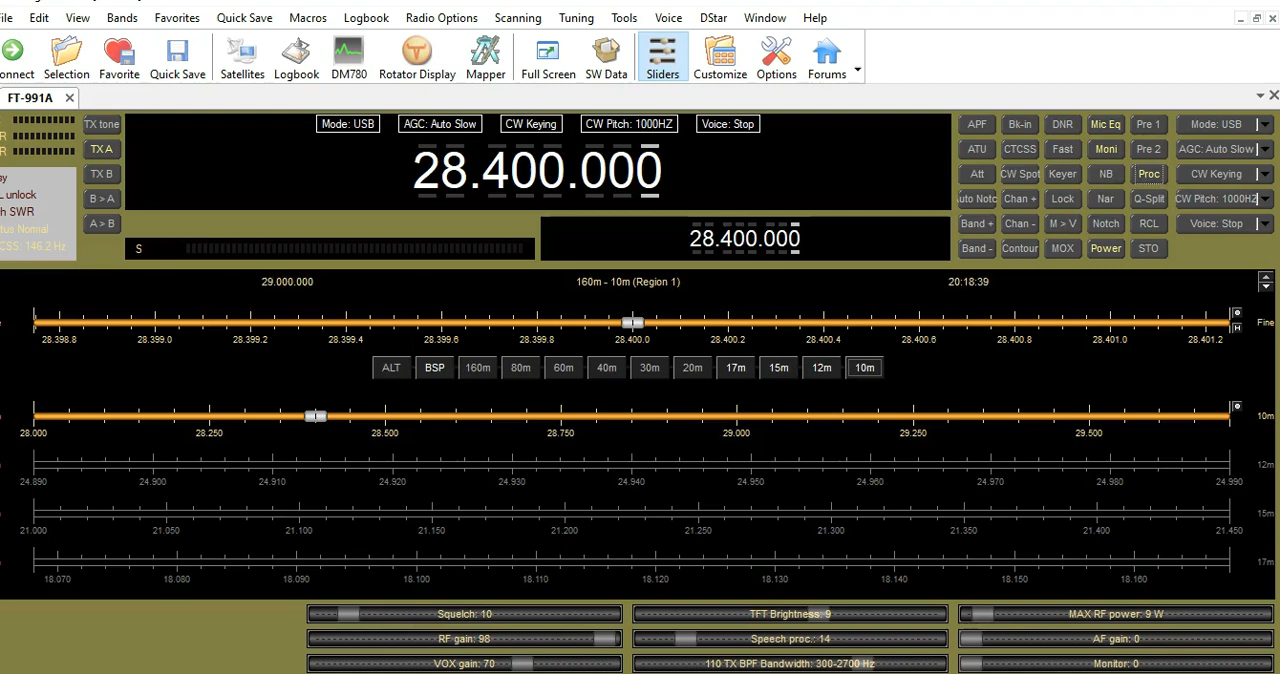 Edit View Bands Favorites Quick Save Macros Logbook Radio Options Scanning Tuning Tools Voice DStar Window Help
Selection Favorite Quick Save Satellites Logbook DM780 Rotator Display Mapper Full Screen SW Data Sliders Customize Options Forums
FT-991A
TX tone Mode: USB AGC: Auto Slow CW Keying CW Pitch: 1000HZ Voice: Stop APF Bk-in DNR Mic Eq Pre 1 Mode: USB
TX A 28.400.000 ATU CTCSS Fast Moni Pre 2 AGC: Auto Slow
TX B Att CW Spot Keyer NB Proc CW Keying
unlock B > A Chan + Lock Nar Q-Split CW Pitch: 1000HZ
SWR A > B 28.400.000 Band + Chan - M > V Notch RCL Voice: Stop
Normal
CSS: 146.2 Hz S Band - Contour MOX Power STO
29.000.000 160m - 10m (Region 1) 20:18:39
Fine
28.398.8 28.399.0 28.399.2 28.399.4 28.399.6 28.399.8 28.400.0 28.400.2 28.400.4 28.400.6 28.400.8 28.401.0 28.401.2
ALT BSP 160m 80m 60m 40m 30m 20m 17m 15m 12m 10m
10m
28.000 28.250 28.500 28.750 29.000 29.250 29.500
12m
24.890 24.900 24.910 24.920 24.930 24.940 24.950 24.960 24.970 24.980 24.990
15m
21.000 21.050 21.100 21.150 21.200 21.250 21.300 21.350 21.400 21.450
17m
18.070 18.080 18.090 18.100 18.110 18.120 18.130 18.140 18.150 18.160
Squelch: 10 TFT Brightness: 9 MAX RF power: 9 W
RF gain: 98 Speech proc.: 14 AF gain: 0
VOX gain: 70 110 TX BPF Bandwidth: 300-2700 Hz Monitor: 0